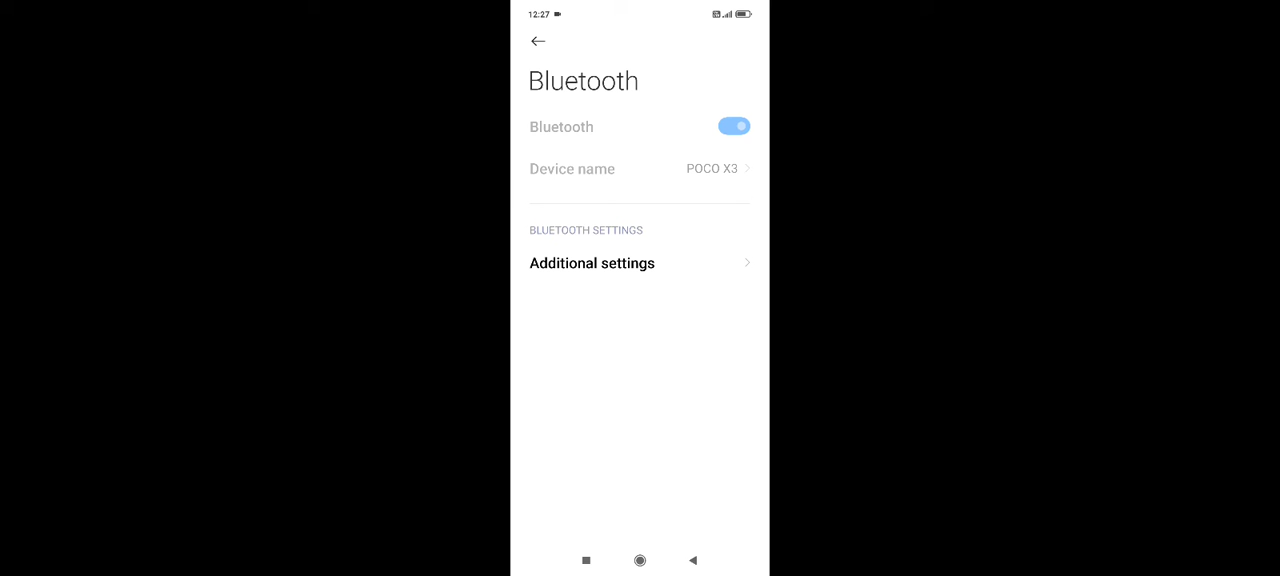 12:27
Bluetooth
Bluetooth
Device name POCO X3
BLUETOOTH SETTINGS
Additional settings